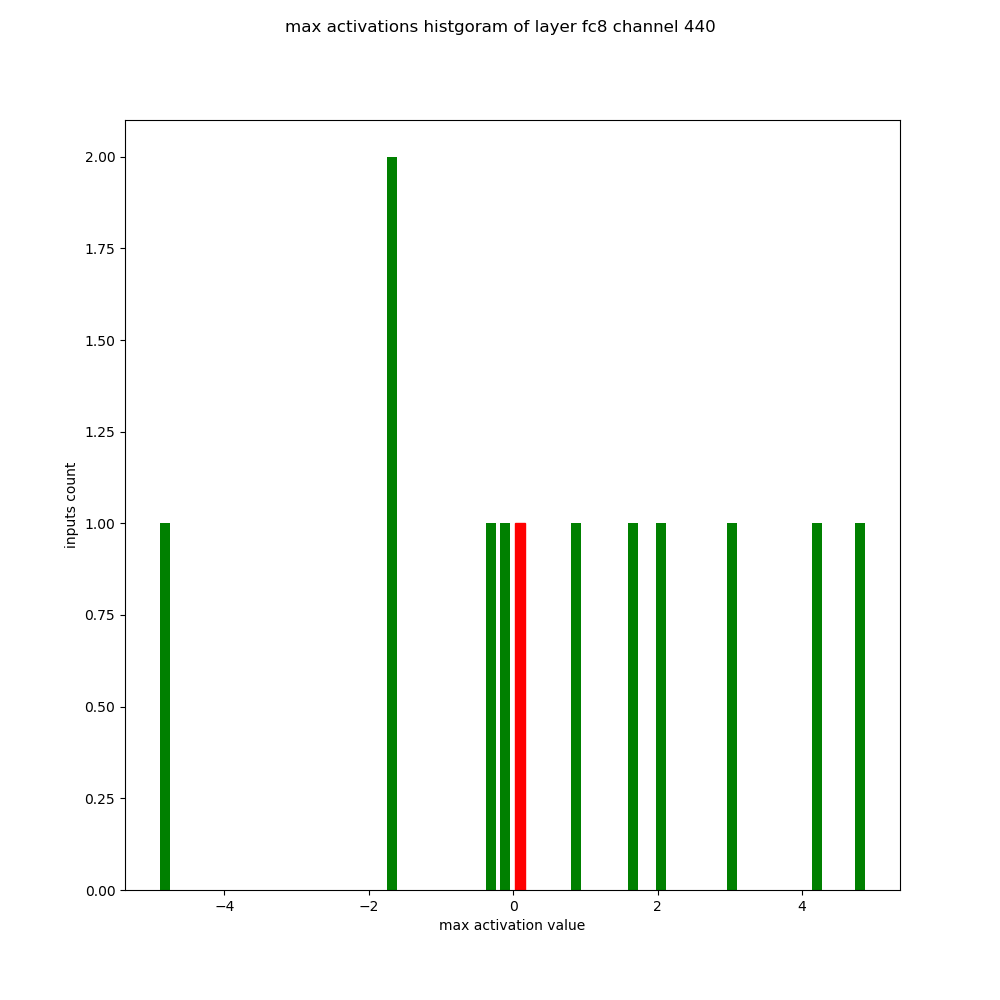 max activations histgoram of layer fc8 channel 440
2.00
1.75
1.50
1.25
1.00
0.75
0.50
0.25
0.00
inputs count
−4 −2 0 2 4
max activation value